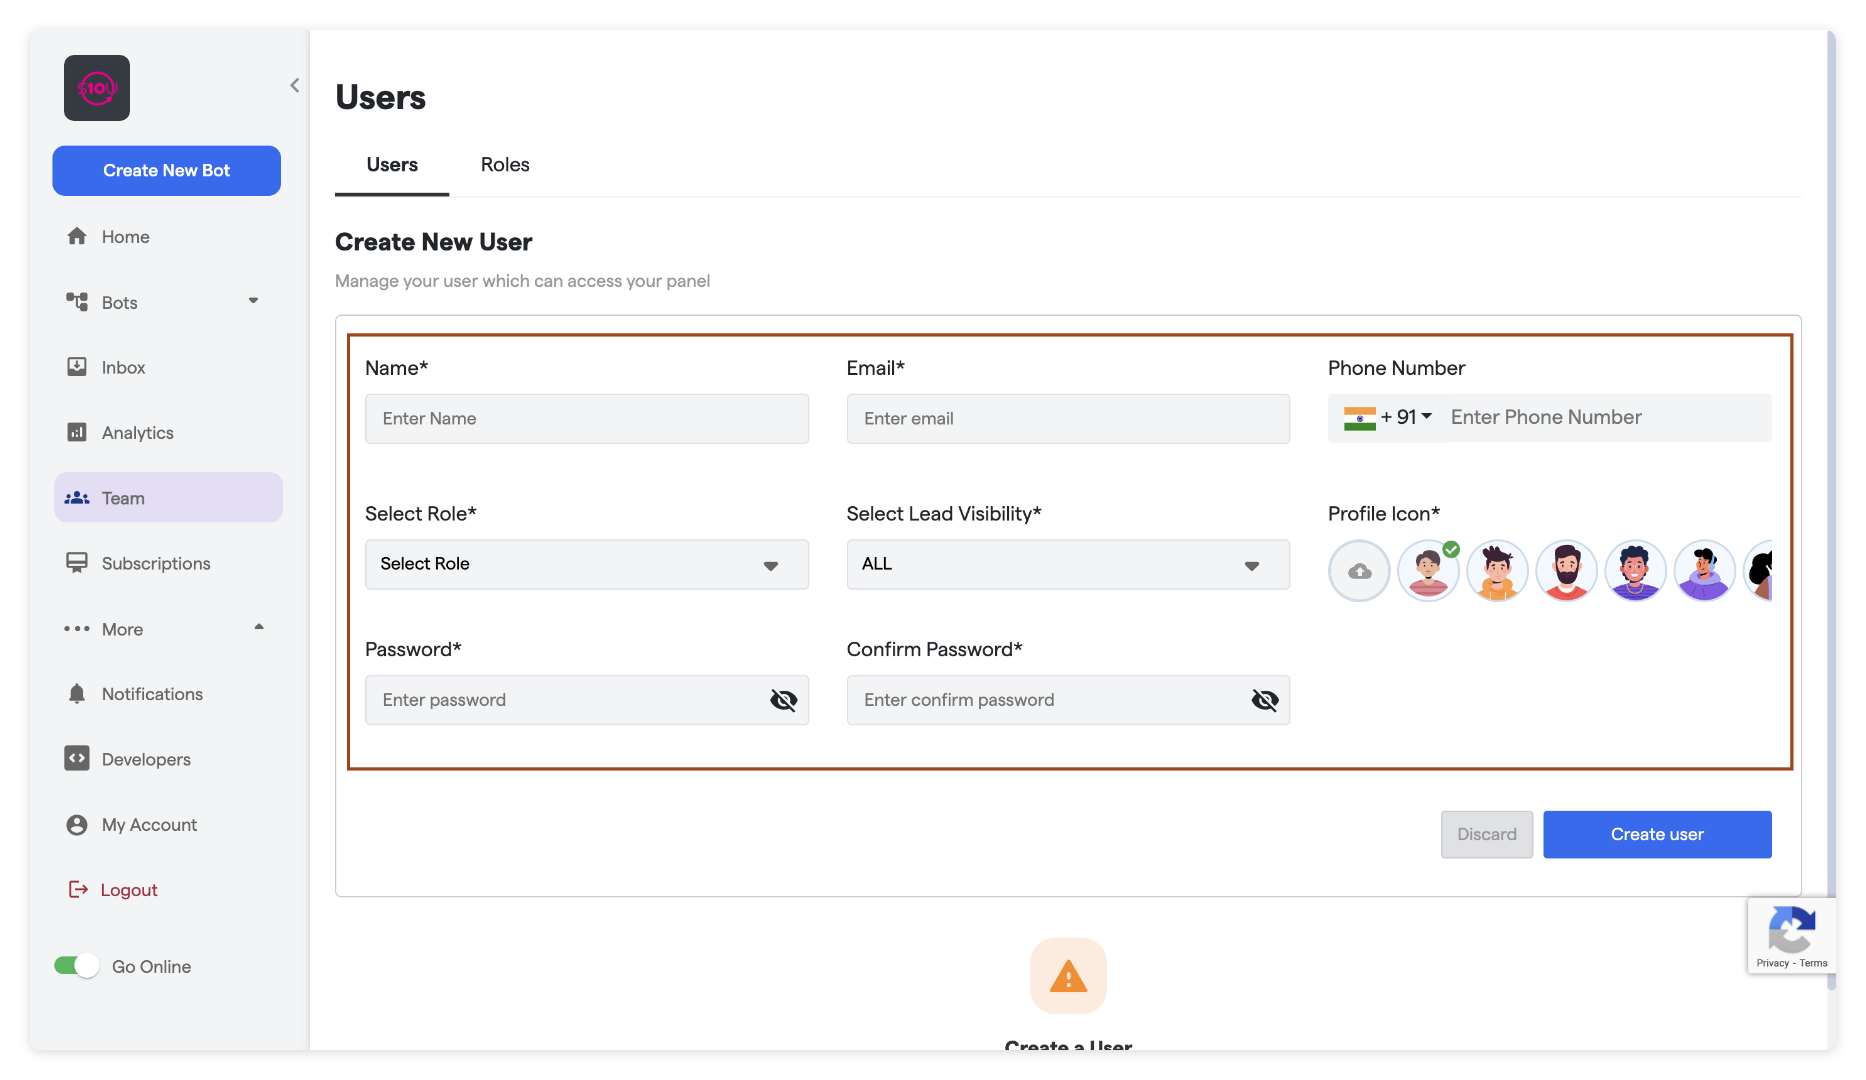 $10U
Create New Bot
Home
Bots
Inbox
Analytics
Team
Subscriptions
More
Notifications
Developers
My Account
Logout
Go Online
Users
Users Roles
Create New User
Manage your user which can access your panel
Name* Email* Phone Number
Enter Name Enter email + 91 Enter Phone Number
Select Role* Select Lead Visibility* Profile Icon*
Select Role ALL
Password* Confirm Password*
Enter password Enter confirm password
Discard Create user
Privacy - Terms
Create a User